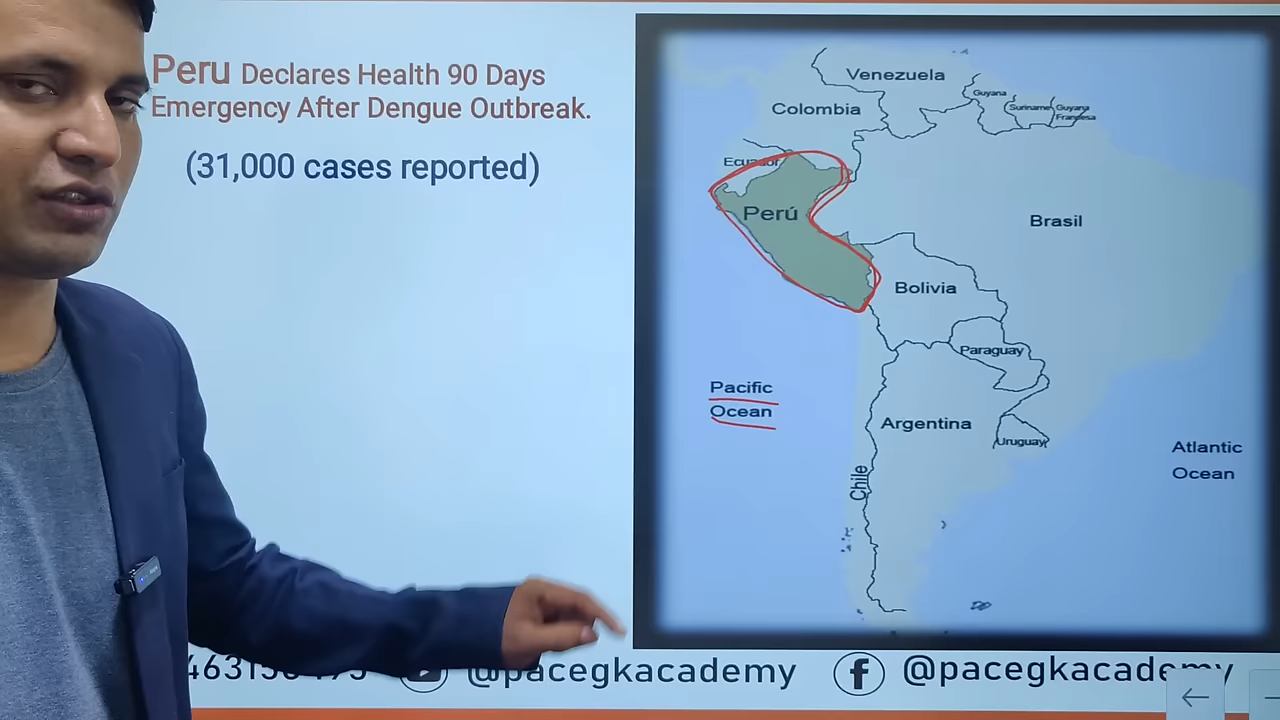 Peru Declares Health 90 Days
Emergency After Dengue Outbreak.
(31,000 cases reported)
Venezuela
Guyana
Suriname
Guyana
Francesa
Colombia
Ecuador
Perú
Brasil
Bolivia
Paraguay
Pacific
Ocean
Argentina
Uruguay
Atlantic
Ocean
Chile
@pacegkacademy
@pacegkacademy